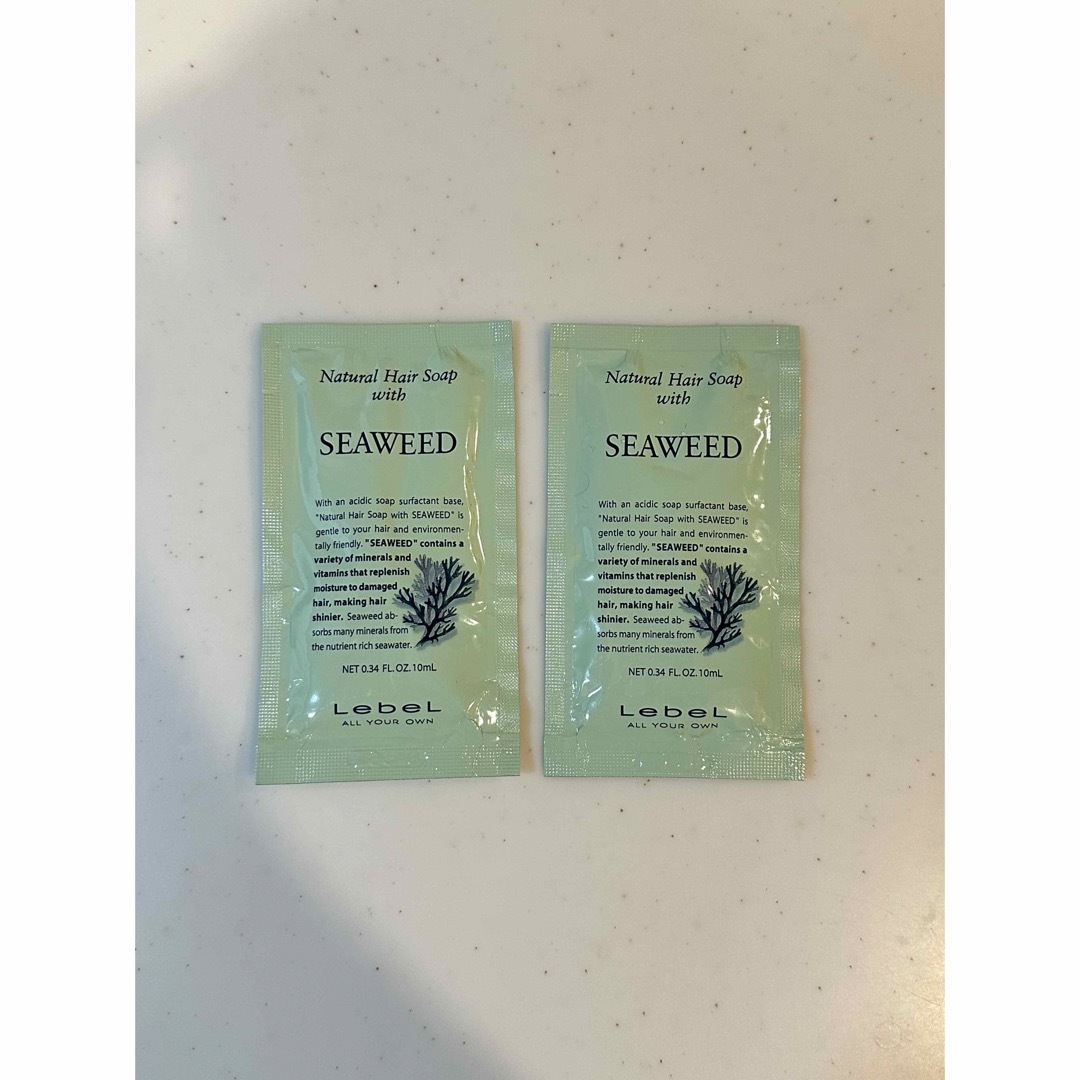 Natural Hair Soap
with
SEAWEED
With an acidic soap surfactant base,
"Natural Hair Soap with SEAWEED" is
gentle to your hair and environmen-
tally friendly. "SEAWEED" contains a
variety of minerals and
vitamins that replenish
moisture to damaged
hair, making hair
shinier. Seaweed ab-
sorbs many minerals from
the nutrient rich seawater.
NET 0.34 FL. OZ. 10mL
LebeL
ALL YOUR OWN
Natural Hair Soap
with
SEAWEED
With an acidic soap surfactant base,
"Natural Hair Soap with SEAWEED" is
gentle to your hair and environmen-
tally friendly. "SEAWEED" contains a
variety of minerals and
vitamins that replenish
moisture to damaged
hair, making hair
shinier. Seaweed ab-
sorbs many minerals from
the nutrient rich seawater.
NET 0.34 FL. OZ. 10mL
LebeL
ALL YOUR OWN